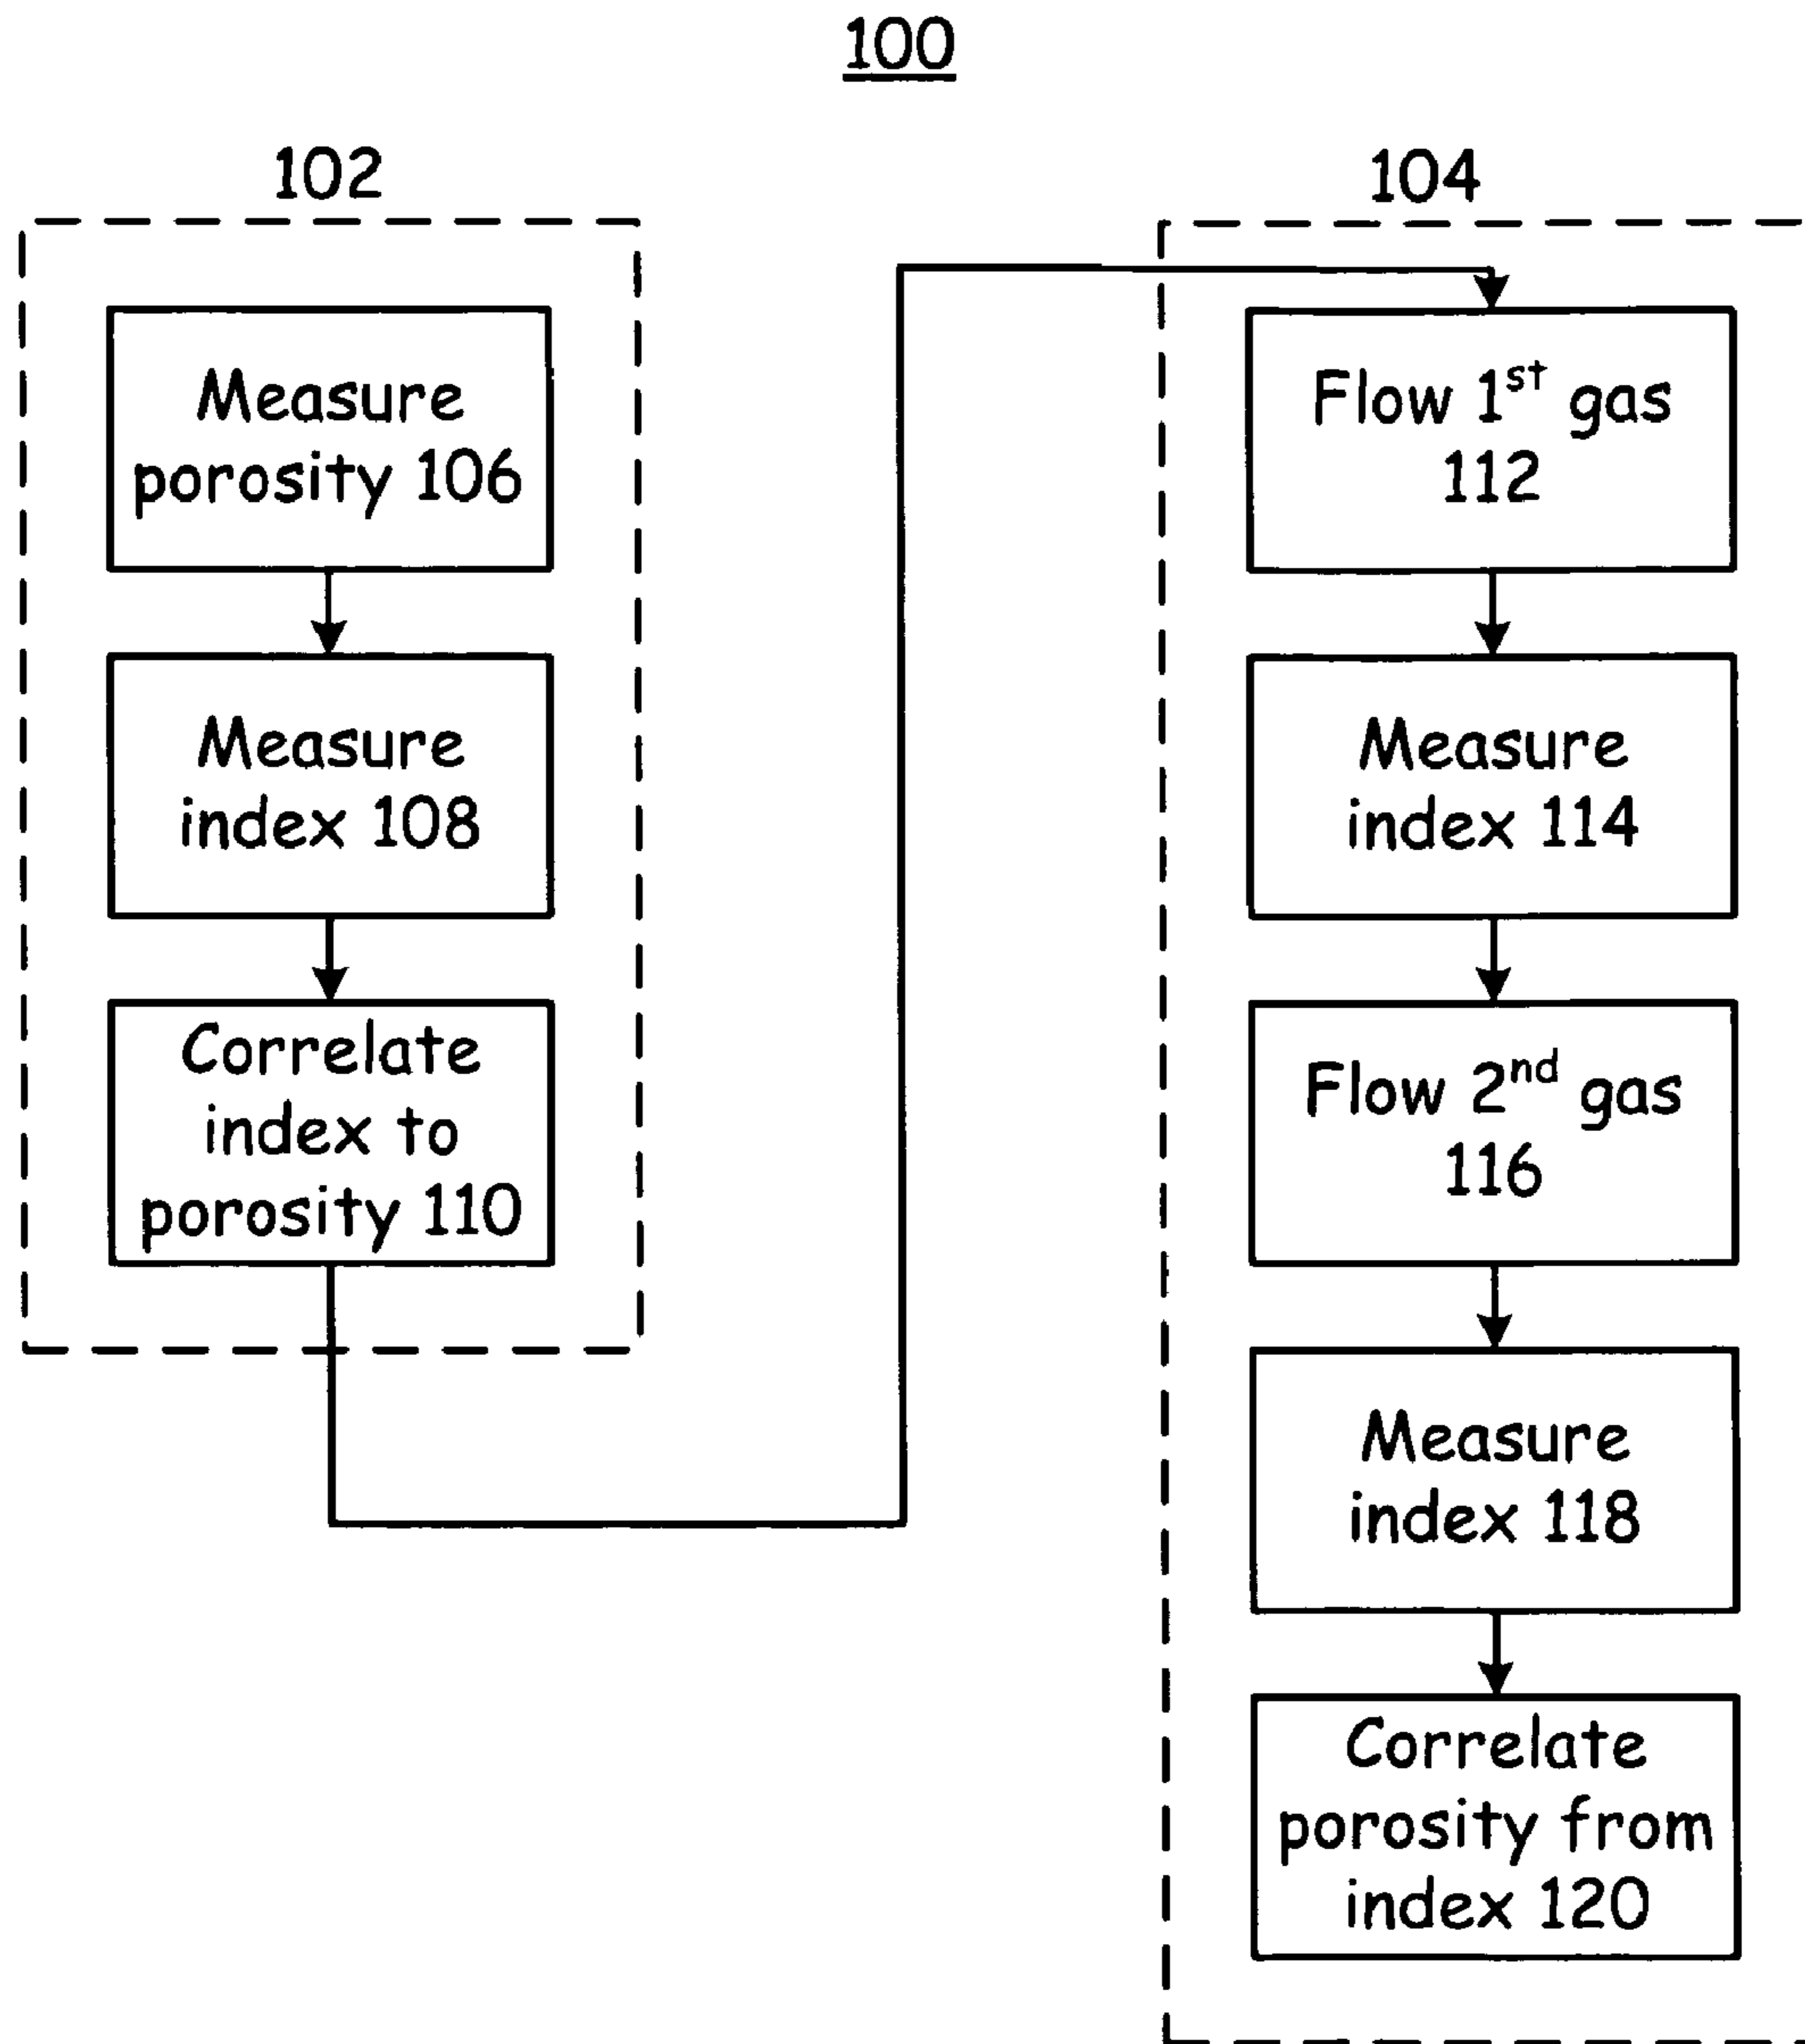 100
102
Measure
porosity 106
Measure
index 108
Correlate
index to
porosity 110
104
Flow 1st gas
112
Measure
index 114
Flow 2nd gas
116
Measure
index 118
Correlate
porosity from
index 120